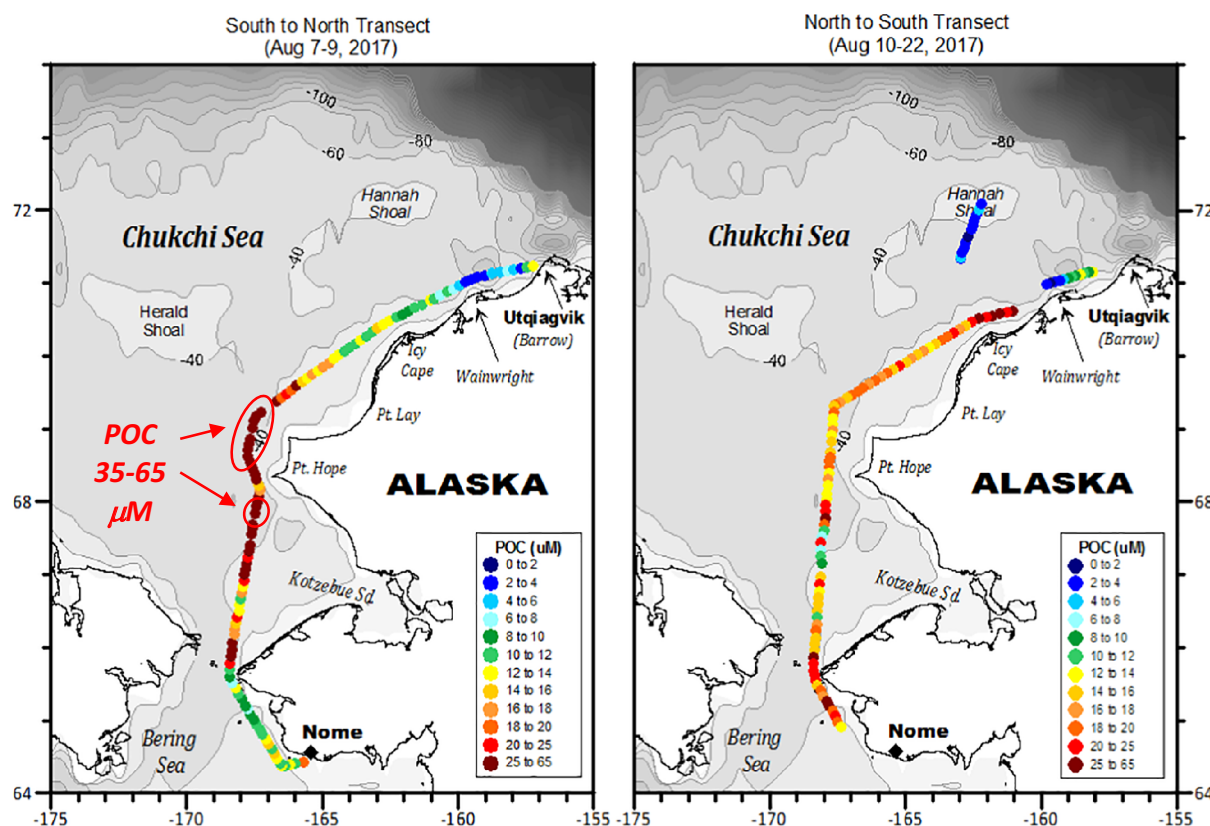 South to North Transect
(Aug 7-9, 2017)
-100
-80
-60
Hannah
Shoal
72
Chukchi Sea
-40
Herald
Shoal
-40
Utqiagvik
(Barrow)
Icy
Cape
Wainwright
Pt. Lay
POC
35-65
μM
-40
Pt. Hope
ALASKA
68
POC (uM)
0 to 2
2 to 4
4 to 6
6 to 8
8 to 10
10 to 12
12 to 14
14 to 16
16 to 18
18 to 20
20 to 25
25 to 65
Kotzebue Sd.
Nome
Bering
Sea
64
-175
-170
-165
-160
-155
North to South Transect
(Aug 10-22, 2017)
-100
-80
-60
Hannah
Shoal
72
Chukchi Sea
-40
Herald
Shoal
-40
Utqiagvik
(Barrow)
Icy
Cape
Wainwright
Pt. Lay
-40
Pt. Hope
ALASKA
68
POC (uM)
0 to 2
2 to 4
4 to 6
6 to 8
8 to 10
10 to 12
12 to 14
14 to 16
16 to 18
18 to 20
20 to 25
25 to 65
Kotzebue Sd.
Nome
Bering
Sea
64
-175
-170
-165
-160
-155